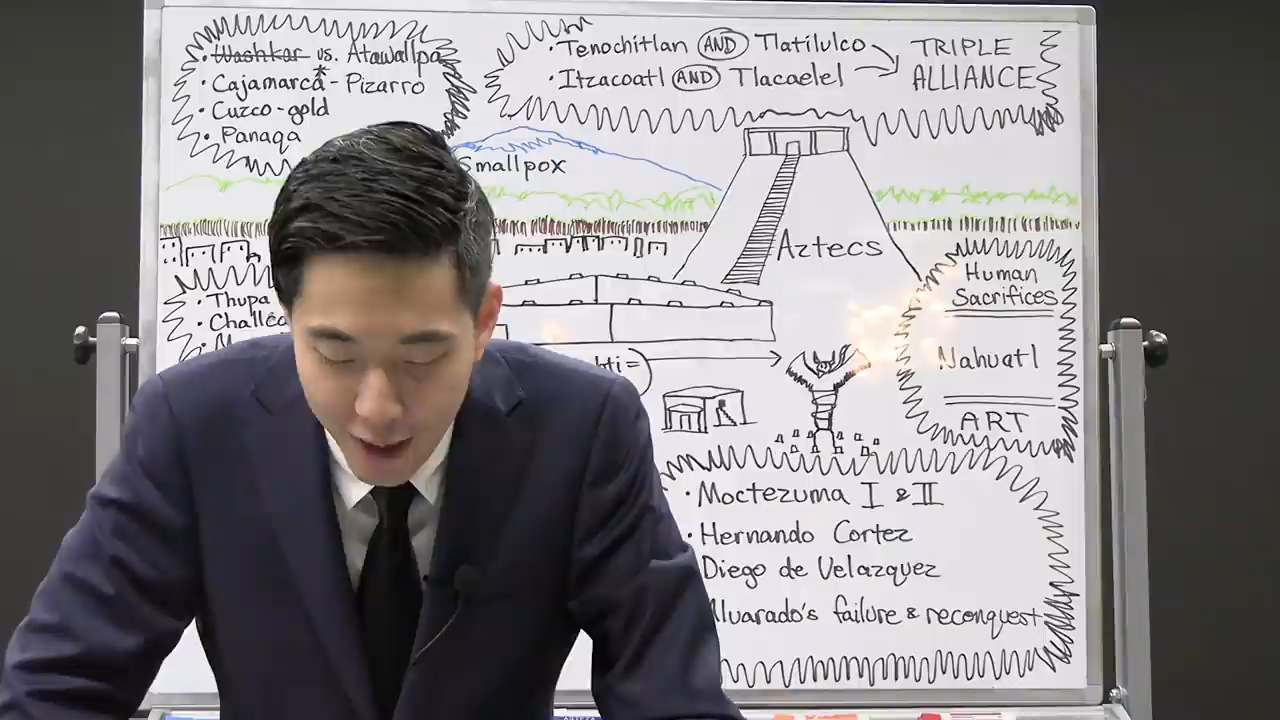 · Washkar vs. Atawallpa
· Cajamarca* - Pizarro
· Cuzco - gold
· Panaqa
· Tenochitlan AND Tlatilulco
· Itzacoatl AND Tlacaelel
TRIPLE
ALLIANCE
Smallpox
Aztecs
· Thupa
Human
Sacrifices
Nahuatl
ART
· Moctezuma I & II
· Hernando Cortez
Diego de Velazquez
Alvarado's failure & reconquest